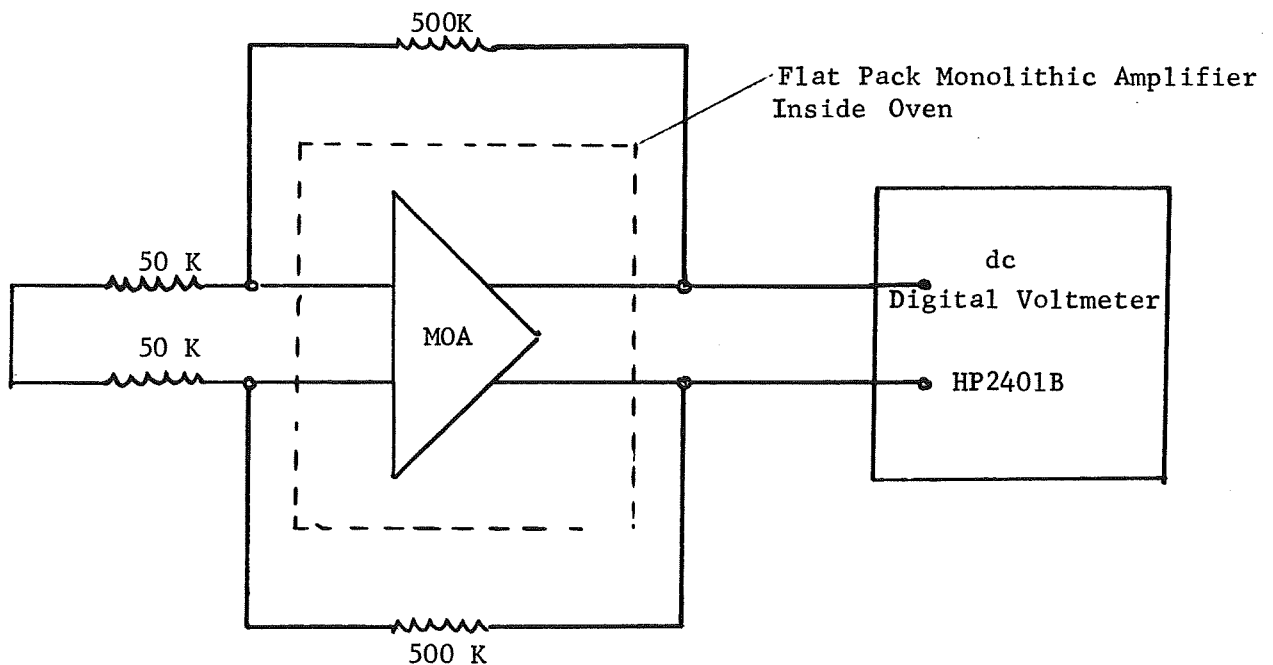 500K
Flat Pack Monolithic Amplifier
Inside Oven
50 K
dc
Digital Voltmeter
MOA
50 K
HP2401B
500 K